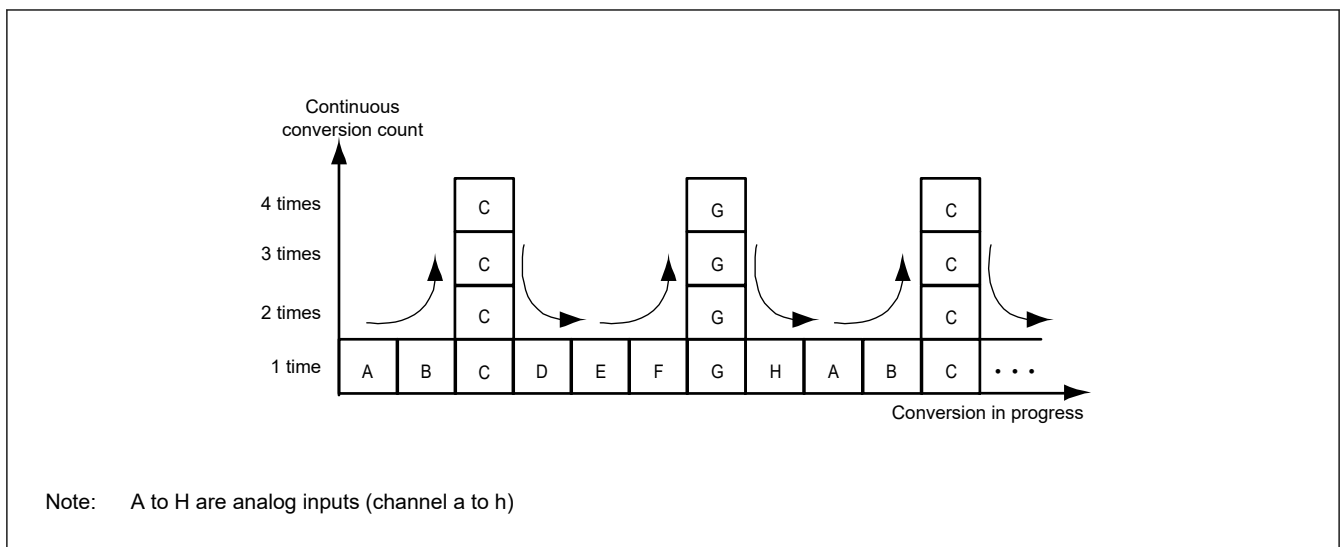 Continuous
conversion count
4 times C G C
3 times C G C
2 times C G C
1 time A B C D E F G H A B C • • •
Conversion in progress
Note: A to H are analog inputs (channel a to h)